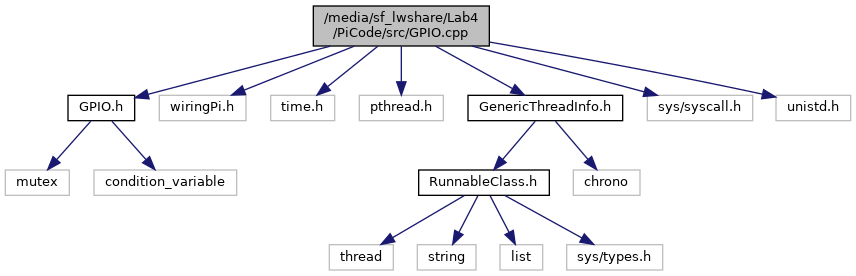 /media/sf_lwshare/Lab4
/PiCode/src/GPIO.cpp
GPIO.h
wiringPi.h
time.h
pthread.h
GenericThreadInfo.h
sys/syscall.h
unistd.h
mutex
condition_variable
RunnableClass.h
chrono
thread
string
list
sys/types.h